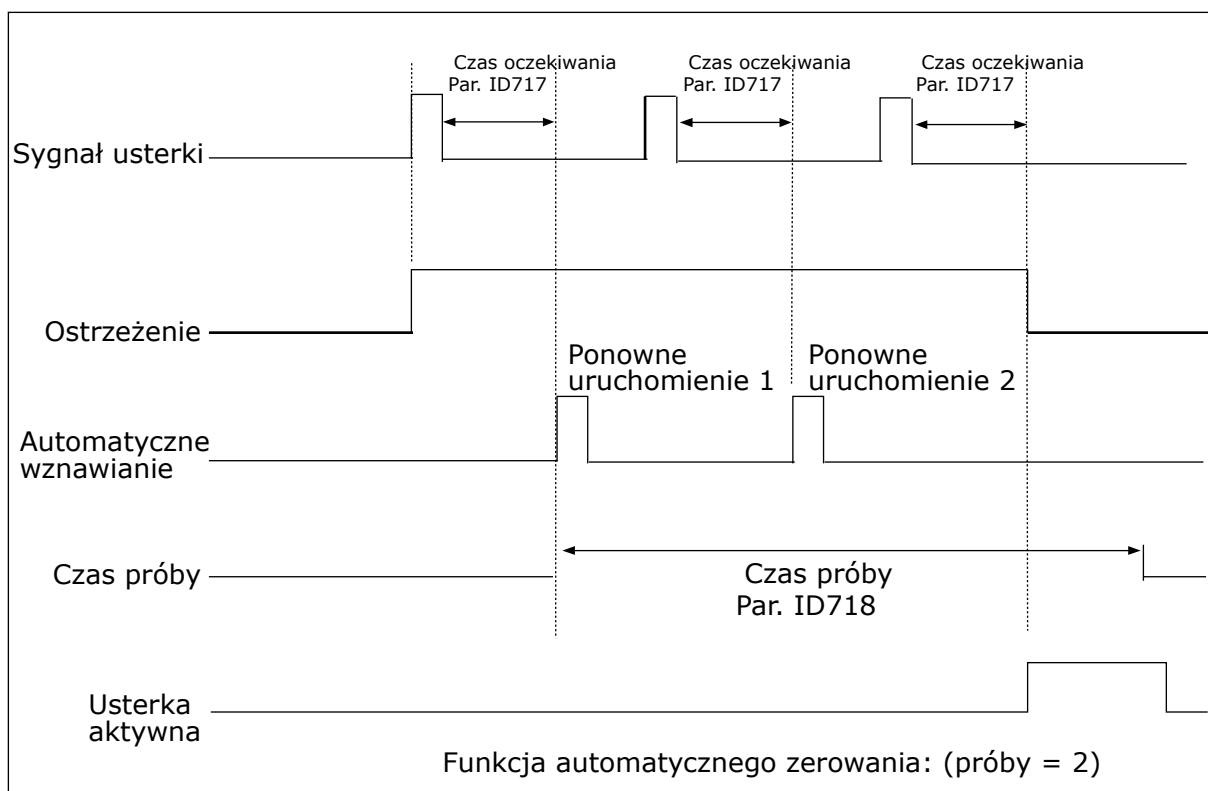 Czas oczekiwania
Par. ID717
Czas oczekiwania
Par. ID717
Czas oczekiwania
Par. ID717
Sygnał usterki
Ostrzeżenie
Ponowne
uruchomienie 1
Ponowne
uruchomienie 2
Automatyczne
wznawianie
Czas próby
Czas próby
Par. ID718
Usterka
aktywna
Funkcja automatycznego zerowania: (próby = 2)